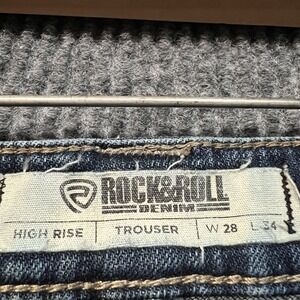 ROCK&ROLL
DENIM
HIGH RISE TROUSER W 28 L 34